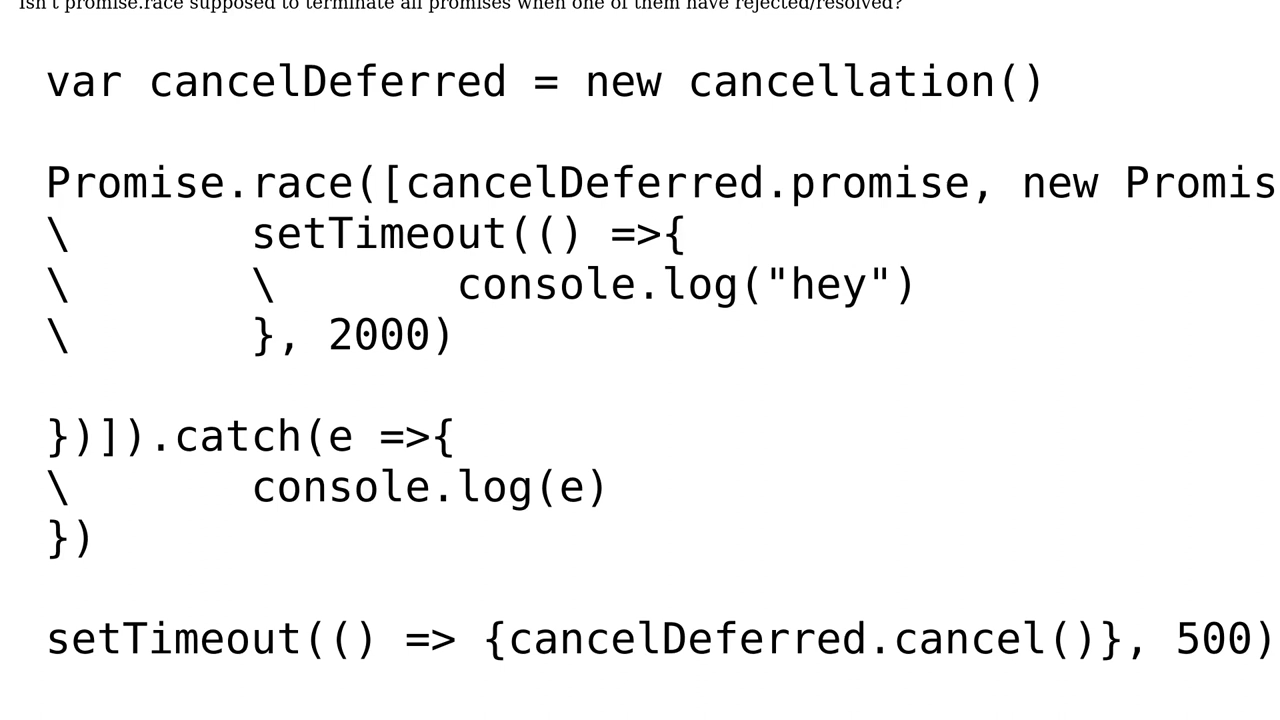 Isn't promise.race supposed to terminate all promises when one of them have rejected/resolved?
var cancelDeferred = new cancellation()
Promise.race([cancelDeferred.promise, new Promis
\ setTimeout(() =>{
\ \ console.log("hey")
\ }, 2000)
})]).catch(e =>{
\ console.log(e)
})
setTimeout(() => {cancelDeferred.cancel()}, 500)